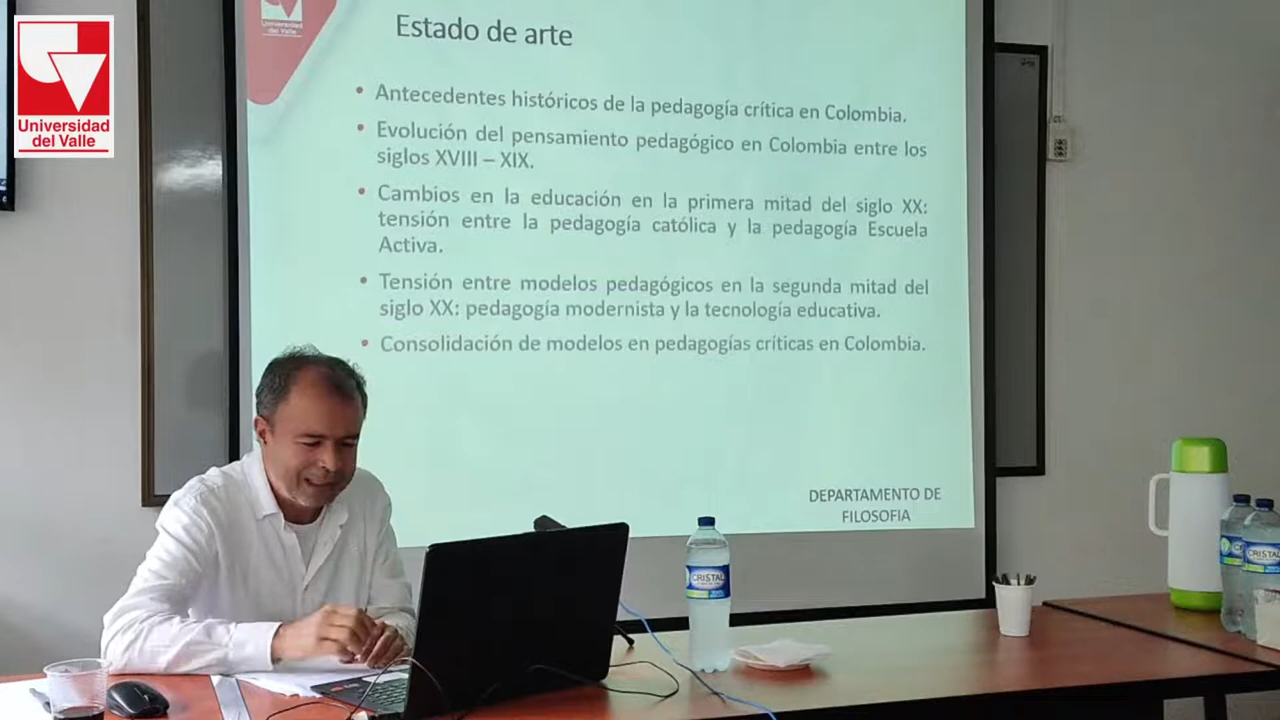 Universidad
del Valle
Universidad
del Valle
Estado de arte
• Antecedentes históricos de la pedagogía crítica en Colombia.
• Evolución del pensamiento pedagógico en Colombia entre los
siglos XVIII – XIX.
• Cambios en la educación en la primera mitad del siglo XX:
tensión entre la pedagogía católica y la pedagogía Escuela
Activa.
• Tensión entre modelos pedagógicos en la segunda mitad del
siglo XX: pedagogía modernista y la tecnología educativa.
• Consolidación de modelos en pedagogías críticas en Colombia.
DEPARTAMENTO DE
FILOSOFIA
CRISTAL
CRISTAL